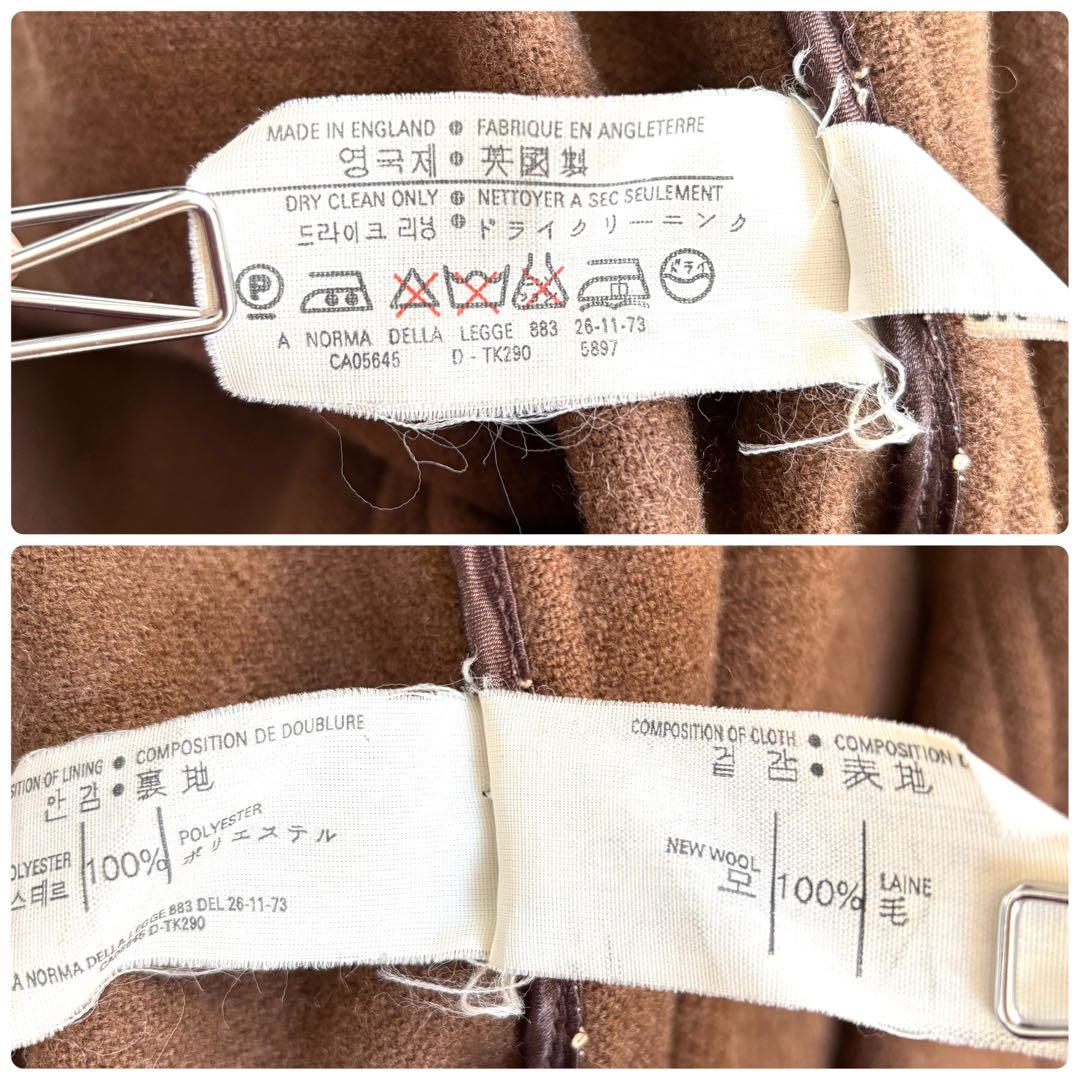 MADE IN ENGLAND ● FABRIQUE EN ANGLETERRE
영국제 ● 英國製
DRY CLEAN ONLY ● NETTOYER A SEC SEULEMENT
드라이크 리닝 ● ドライクリーニンク
P ドライ
A NORMA DELLA LEGGE 883 26-11-73
CA05645 D - TK290 5897
SITION OF LINING ● COMPOSITION DE DOUBLURE
안 감 ● 裏 地
OLYESTER 100% POLYESTER
스테르 ポリエステル
A NORMA DELLA LEGGE 883 DEL 26-11-73
CA05645 D-TK290
COMPOSITION OF CLOTH ● COMPOSITION
겉 감 ● 表 地
NEW WOOL 100% LAINE
모 毛